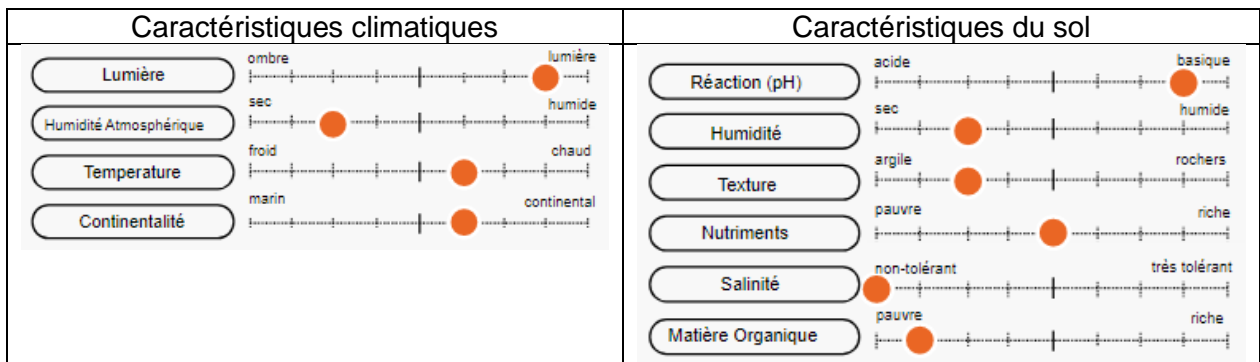 Caractéristiques climatiques
Lumière
ombre
lumière
Humidité Atmosphérique
sec
humide
Temperature
froid
chaud
Continentalité
marin
continental
Caractéristiques du sol
Réaction (pH)
acide
basique
Humidité
sec
humide
Texture
argile
rochers
Nutriments
pauvre
riche
Salinité
non-tolérant
très tolérant
Matière Organique
pauvre
riche